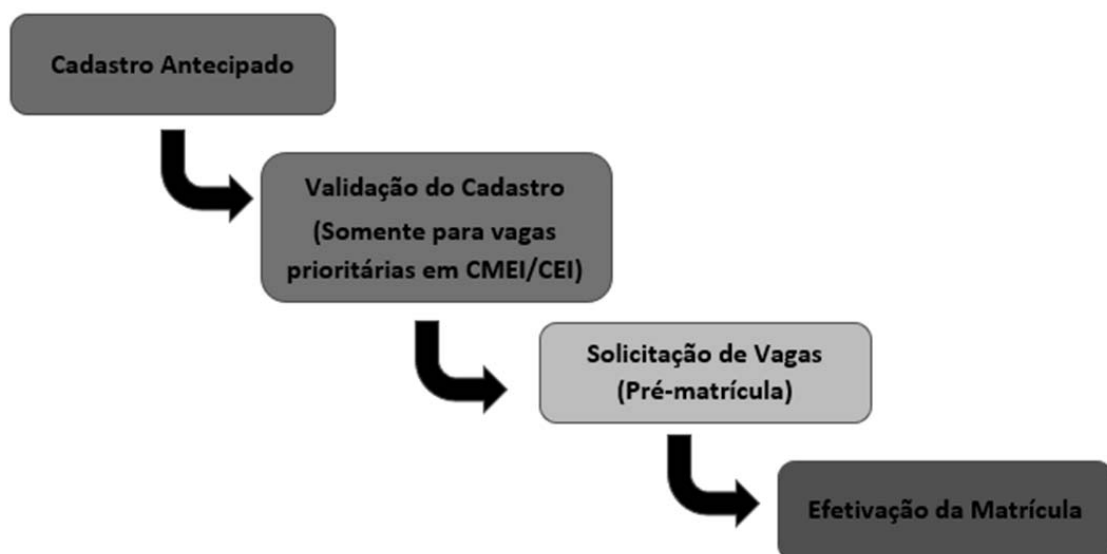 Cadastro Antecipado
Validação do Cadastro
(Somente para vagas
prioritárias em CMEI/CEI)
Solicitação de Vagas
(Pré-matrícula)
Efetivação da Matrícula